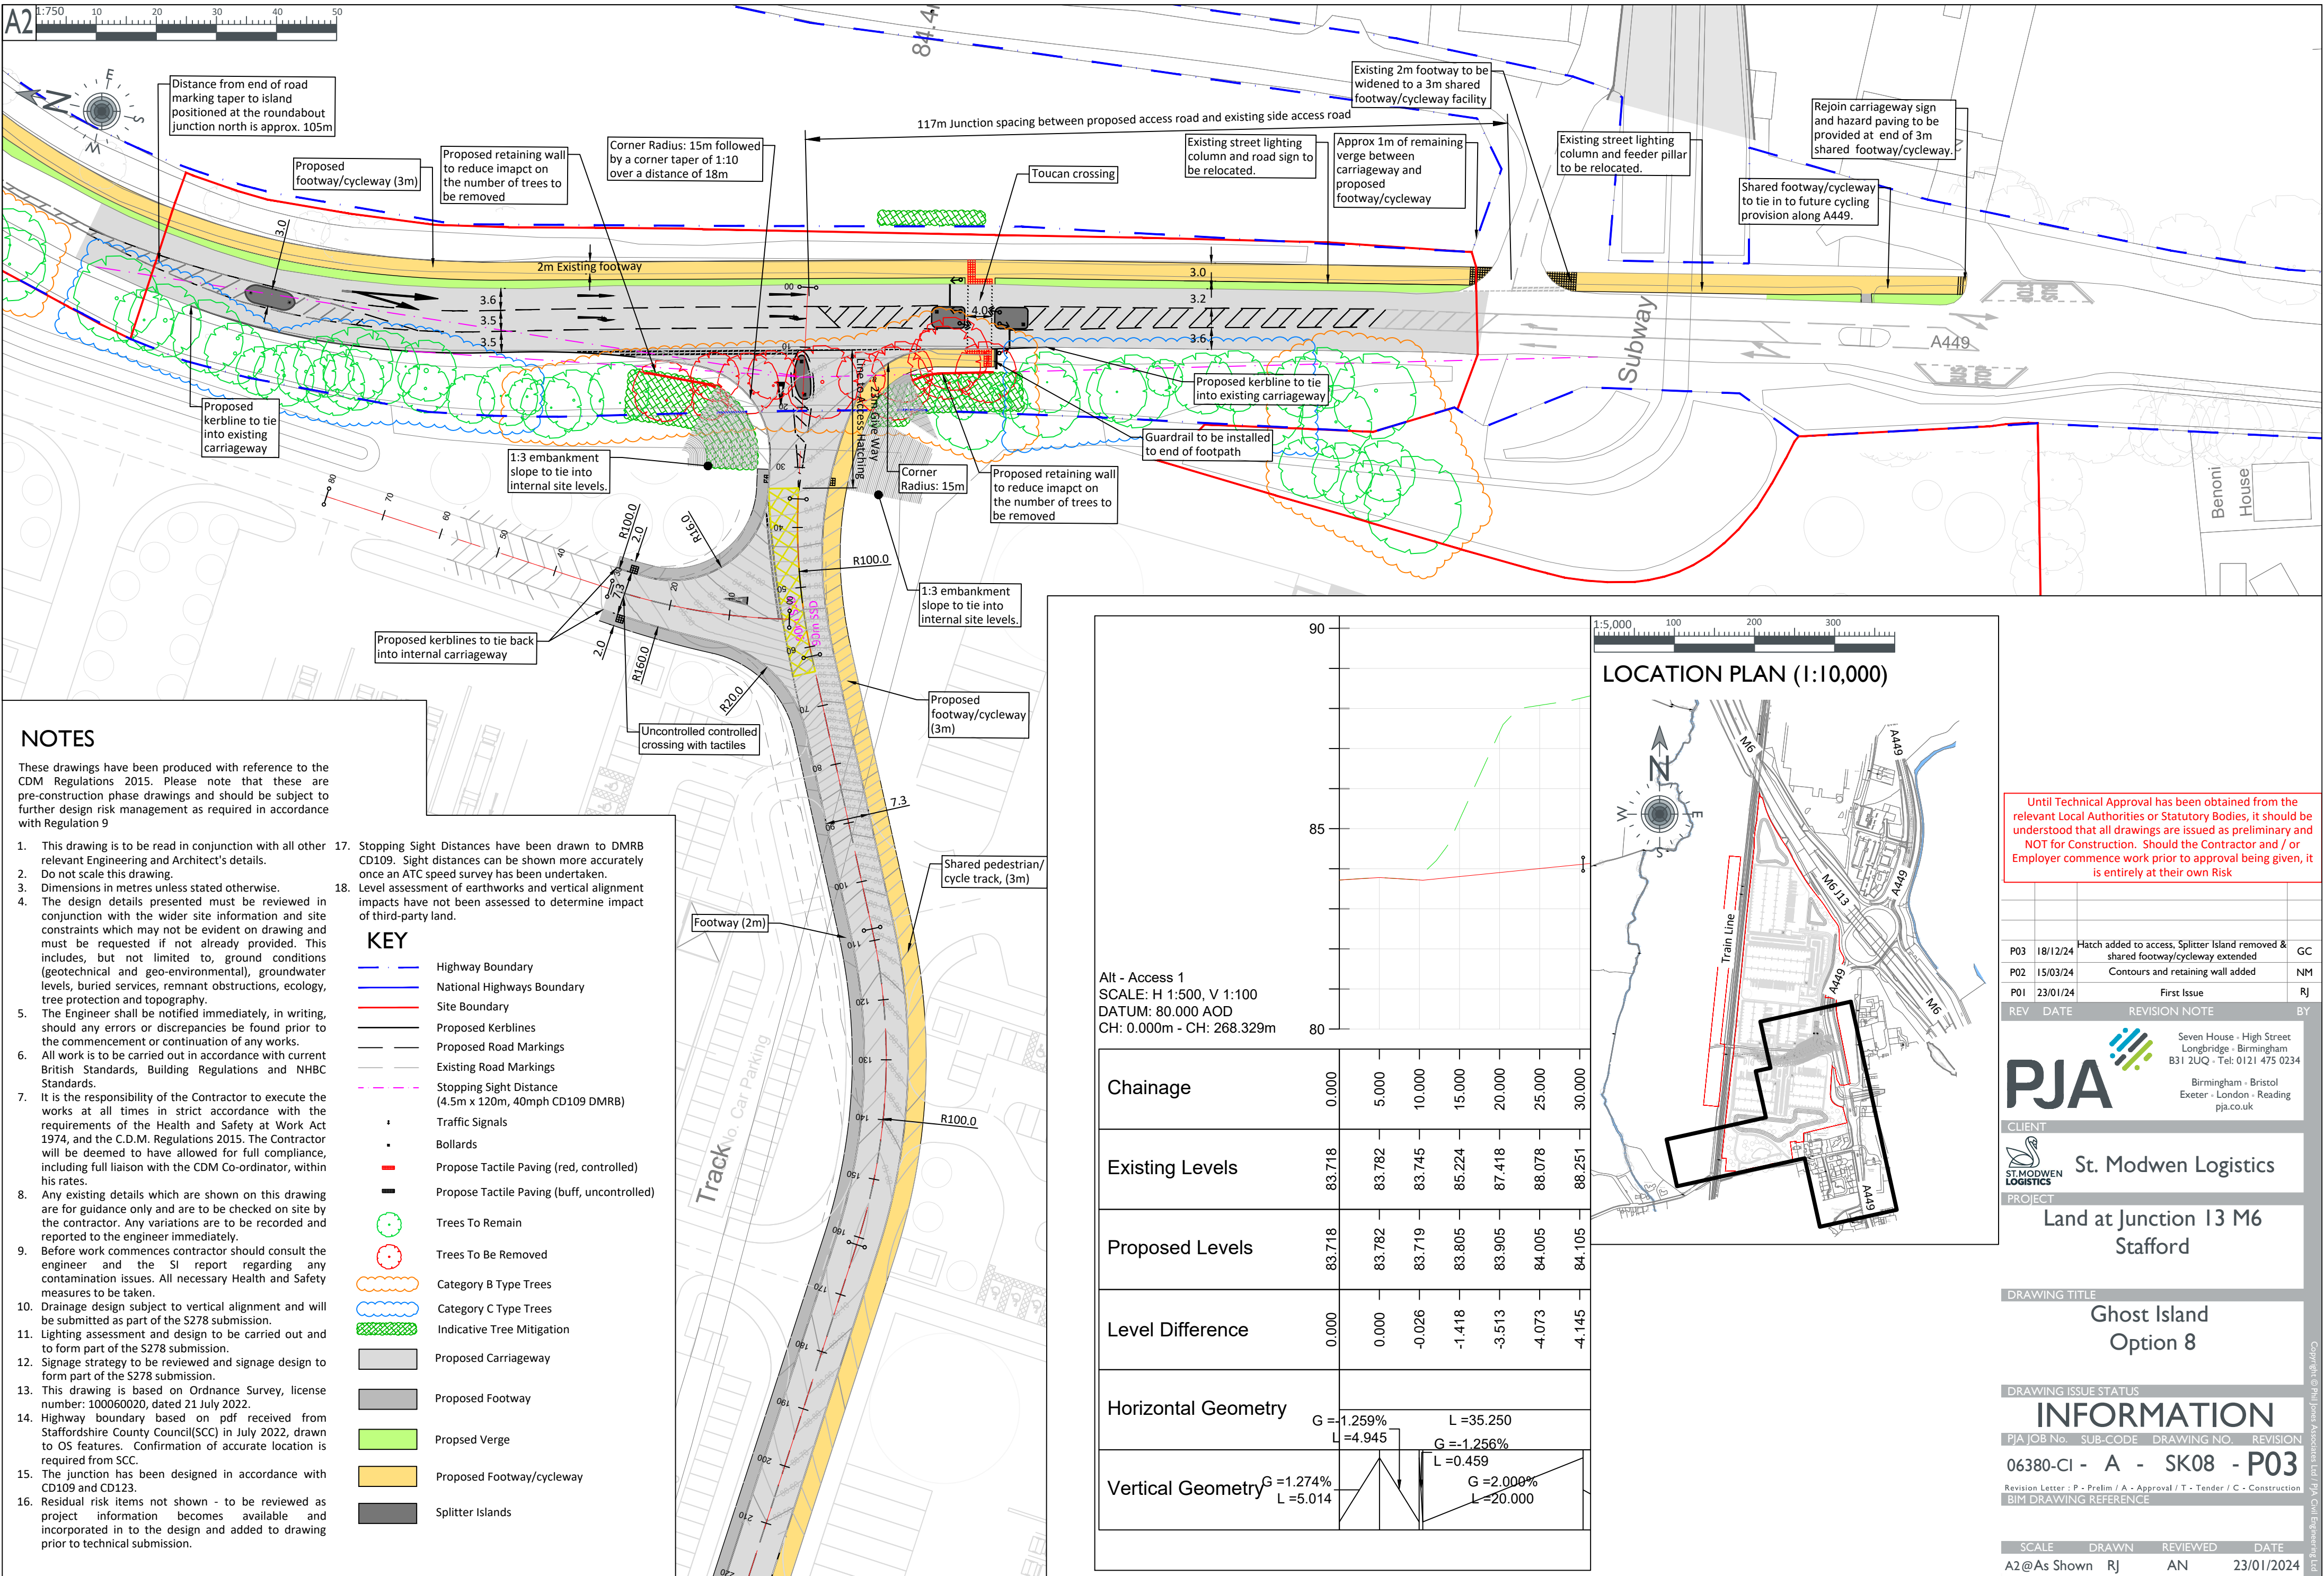 A2
1:750
10
20
30
40
50
Distance from end of road
marking taper to island
positioned at the roundabout
junction north is approx. 105m
Proposed
footway/cycleway (3m)
Proposed retaining wall
to reduce imapct on
the number of trees to
be removed
Corner Radius: 15m followed
by a corner taper of 1:10
over a distance of 18m
117m Junction spacing between proposed access road and existing side access road
Toucan crossing
Existing street lighting
column and road sign to
be relocated.
Approx 1m of remaining
verge between
carriageway and
proposed
footway/cycleway
Existing 2m footway to be
widened to a 3m shared
footway/cycleway facility
Existing street lighting
column and feeder pillar
to be relocated.
Rejoin carriageway sign
and hazard paving to be
provided at end of 3m
shared footway/cycleway.
Shared footway/cycleway
to tie in to future cycling
provision along A449.
N
E
S
W
3.0
2m Existing footway
3.6
3.5
3.5
3.0
3.2
4.0
3.6
Subway
A449
BUS STOP
BUS STOP
Benoni
House
Proposed
kerbline to tie
into existing
carriageway
1:3 embankment
slope to tie into
internal site levels.
23m Give Way
Line to Access Hatching
Corner
Radius: 15m
Proposed retaining wall
to reduce imapct on
the number of trees to
be removed
Guardrail to be installed
to end of footpath
Proposed kerbline to tie
into existing carriageway
R100.0
2.0
R16.0
R100.0
7.3
1:3 embankment
slope to tie into
internal site levels.
Proposed kerblines to tie back
into internal carriageway
2.0
R160.0
R20.0
90m SSD
Uncontrolled controlled
crossing with tactiles
Proposed
footway/cycleway
(3m)
7.3
Shared pedestrian/
cycle track, (3m)
Footway (2m)
R100.0
Track
No. Car Parking
NOTES
These drawings have been produced with reference to the
CDM Regulations 2015. Please note that these are
pre-construction phase drawings and should be subject to
further design risk management as required in accordance
with Regulation 9
1. This drawing is to be read in conjunction with all other
relevant Engineering and Architect's details.
2. Do not scale this drawing.
3. Dimensions in metres unless stated otherwise.
4. The design details presented must be reviewed in
conjunction with the wider site information and site
constraints which may not be evident on drawing and
must be requested if not already provided. This
includes, but not limited to, ground conditions
(geotechnical and geo-environmental), groundwater
levels, buried services, remnant obstructions, ecology,
tree protection and topography.
5. The Engineer shall be notified immediately, in writing,
should any errors or discrepancies be found prior to
the commencement or continuation of any works.
6. All work is to be carried out in accordance with current
British Standards, Building Regulations and NHBC
Standards.
7. It is the responsibility of the Contractor to execute the
works at all times in strict accordance with the
requirements of the Health and Safety at Work Act
1974, and the C.D.M. Regulations 2015. The Contractor
will be deemed to have allowed for full compliance,
including full liaison with the CDM Co-ordinator, within
his rates.
8. Any existing details which are shown on this drawing
are for guidance only and are to be checked on site by
the contractor. Any variations are to be recorded and
reported to the engineer immediately.
9. Before work commences contractor should consult the
engineer and the SI report regarding any
contamination issues. All necessary Health and Safety
measures to be taken.
10. Drainage design subject to vertical alignment and will
be submitted as part of the S278 submission.
11. Lighting assessment and design to be carried out and
to form part of the S278 submission.
12. Signage strategy to be reviewed and signage design to
form part of the S278 submission.
13. This drawing is based on Ordnance Survey, license
number: 100060020, dated 21 July 2022.
14. Highway boundary based on pdf received from
Staffordshire County Council(SCC) in July 2022, drawn
to OS features. Confirmation of accurate location is
required from SCC.
15. The junction has been designed in accordance with
CD109 and CD123.
16. Residual risk items not shown - to be reviewed as
project information becomes available and
incorporated in to the design and added to drawing
prior to technical submission.
17. Stopping Sight Distances have been drawn to DMRB
CD109. Sight distances can be shown more accurately
once an ATC speed survey has been undertaken.
18. Level assessment of earthworks and vertical alignment
impacts have not been assessed to determine impact
of third-party land.
KEY
Highway Boundary
National Highways Boundary
Site Boundary
Proposed Kerblines
Proposed Road Markings
Existing Road Markings
Stopping Sight Distance
(4.5m x 120m, 40mph CD109 DMRB)
Traffic Signals
Bollards
Propose Tactile Paving (red, controlled)
Propose Tactile Paving (buff, uncontrolled)
Trees To Remain
Trees To Be Removed
Category B Type Trees
Category C Type Trees
Indicative Tree Mitigation
Proposed Carriageway
Proposed Footway
Propsed Verge
Proposed Footway/cycleway
Splitter Islands
90
85
80
Alt - Access 1
SCALE: H 1:500, V 1:100
DATUM: 80.000 AOD
CH: 0.000m - CH: 268.329m
Chainage 0.000 5.000 10.000 15.000 20.000 25.000 30.000
Existing Levels 83.718 83.782 83.745 85.224 87.418 88.078 88.251
Proposed Levels 83.718 83.782 83.719 83.805 83.905 84.005 84.105
Level Difference 0.000 0.000 -0.026 -1.418 -3.513 -4.073 -4.145
Horizontal Geometry
L =35.250
Vertical Geometry
G =1.274%
L =5.014
G =-1.259%
L =4.945
G =-1.256%
L =0.459
G =2.000%
L =20.000
1:5,000
100
200
300
LOCATION PLAN (1:10,000)
N
W
E
S
M6
A449
M6 J13
A449
Train Line
A449
M6
A449
Until Technical Approval has been obtained from the
relevant Local Authorities or Statutory Bodies, it should be
understood that all drawings are issued as preliminary and
NOT for Construction. Should the Contractor and / or
Employer commence work prior to approval being given, it
is entirely at their own Risk
P03 18/12/24 Hatch added to access, Splitter Island removed &
shared footway/cycleway extended GC
P02 15/03/24 Contours and retaining wall added NM
P01 23/01/24 First Issue RJ
REV DATE REVISION NOTE BY
PJA
Seven House - High Street
Longbridge - Birmingham
B31 2UQ - Tel: 0121 475 0234
Birmingham - Bristol
Exeter - London - Reading
pja.co.uk
CLIENT
ST.MODWEN
LOGISTICS
St. Modwen Logistics
PROJECT
Land at Junction 13 M6
Stafford
DRAWING TITLE
Ghost Island
Option 8
DRAWING ISSUE STATUS
INFORMATION
PJA JOB No. SUB-CODE DRAWING NO. REVISION
06380-CI - A - SK08 - P03
Revision Letter : P - Prelim / A - Approval / T - Tender / C - Construction
BIM DRAWING REFERENCE
SCALE DRAWN REVIEWED DATE
A2@As Shown RJ AN 23/01/2024
Copyright © Phil Jones Associates Ltd / PJA Civil Engineering Ltd